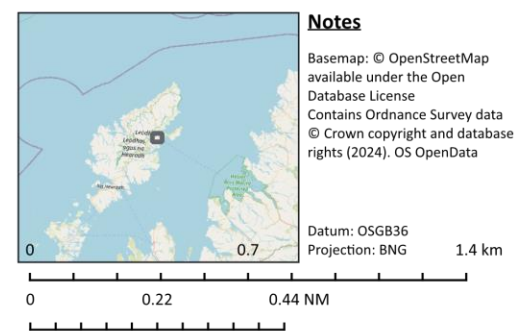 Notes
Basemap: © OpenStreetMap
available under the Open
Database License
Contains Ordnance Survey data
© Crown copyright and database
rights (2024). OS OpenData
Datum: OSGB36
Projection: BNG
0 0.7 1.4 km
0 0.22 0.44 NM